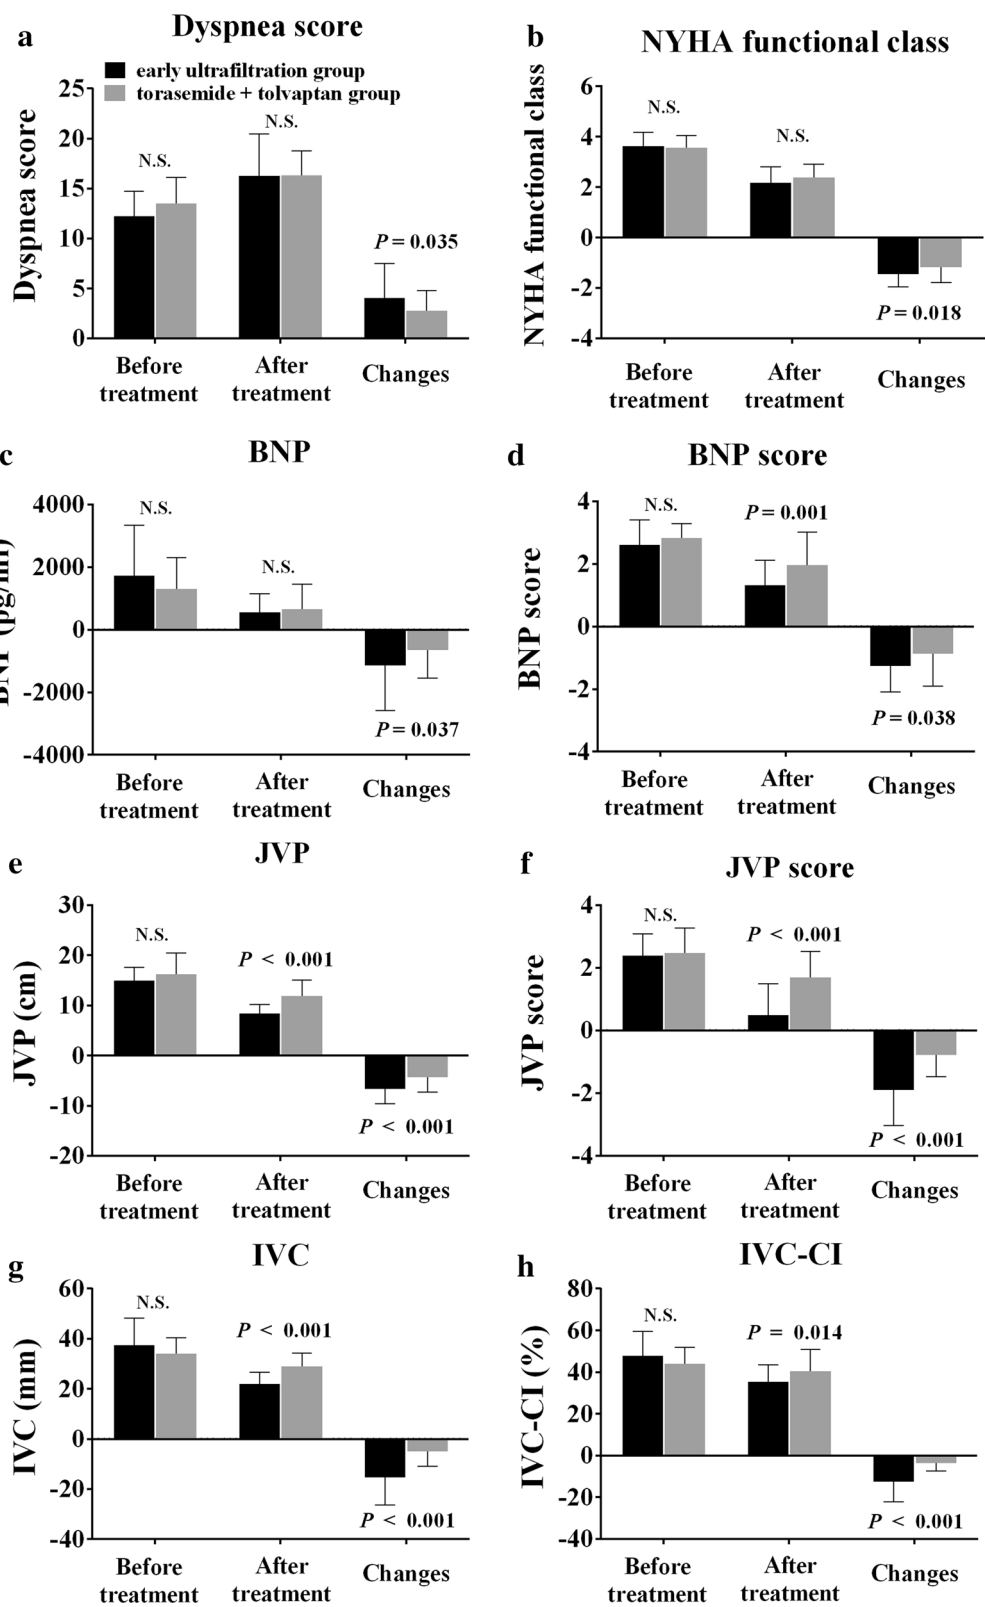 a
Dyspnea score
early ultrafiltration group
torasemide + tolvaptan group
Dyspnea score
25
20
15
10
5
0
N.S.
N.S.
P = 0.035
Before
treatment
After
treatment
Changes
b
NYHA functional class
NYHA functional class
6
4
2
0
-2
-4
N.S.
N.S.
P = 0.018
Before
treatment
After
treatment
Changes
c
BNP
BNP (pg/ml)
4000
2000
0
-2000
-4000
N.S.
N.S.
P = 0.037
Before
treatment
After
treatment
Changes
d
BNP score
BNP score
4
2
0
-2
-4
N.S.
P = 0.001
P = 0.038
Before
treatment
After
treatment
Changes
e
JVP
JVP (cm)
30
20
10
0
-10
-20
N.S.
P < 0.001
P < 0.001
Before
treatment
After
treatment
Changes
f
JVP score
JVP score
4
2
0
-2
-4
N.S.
P < 0.001
P < 0.001
Before
treatment
After
treatment
Changes
g
IVC
IVC (mm)
60
40
20
0
-20
-40
N.S.
P < 0.001
P < 0.001
Before
treatment
After
treatment
Changes
h
IVC-CI
IVC-CI (%)
80
60
40
20
0
-20
-40
N.S.
P = 0.014
P < 0.001
Before
treatment
After
treatment
Changes